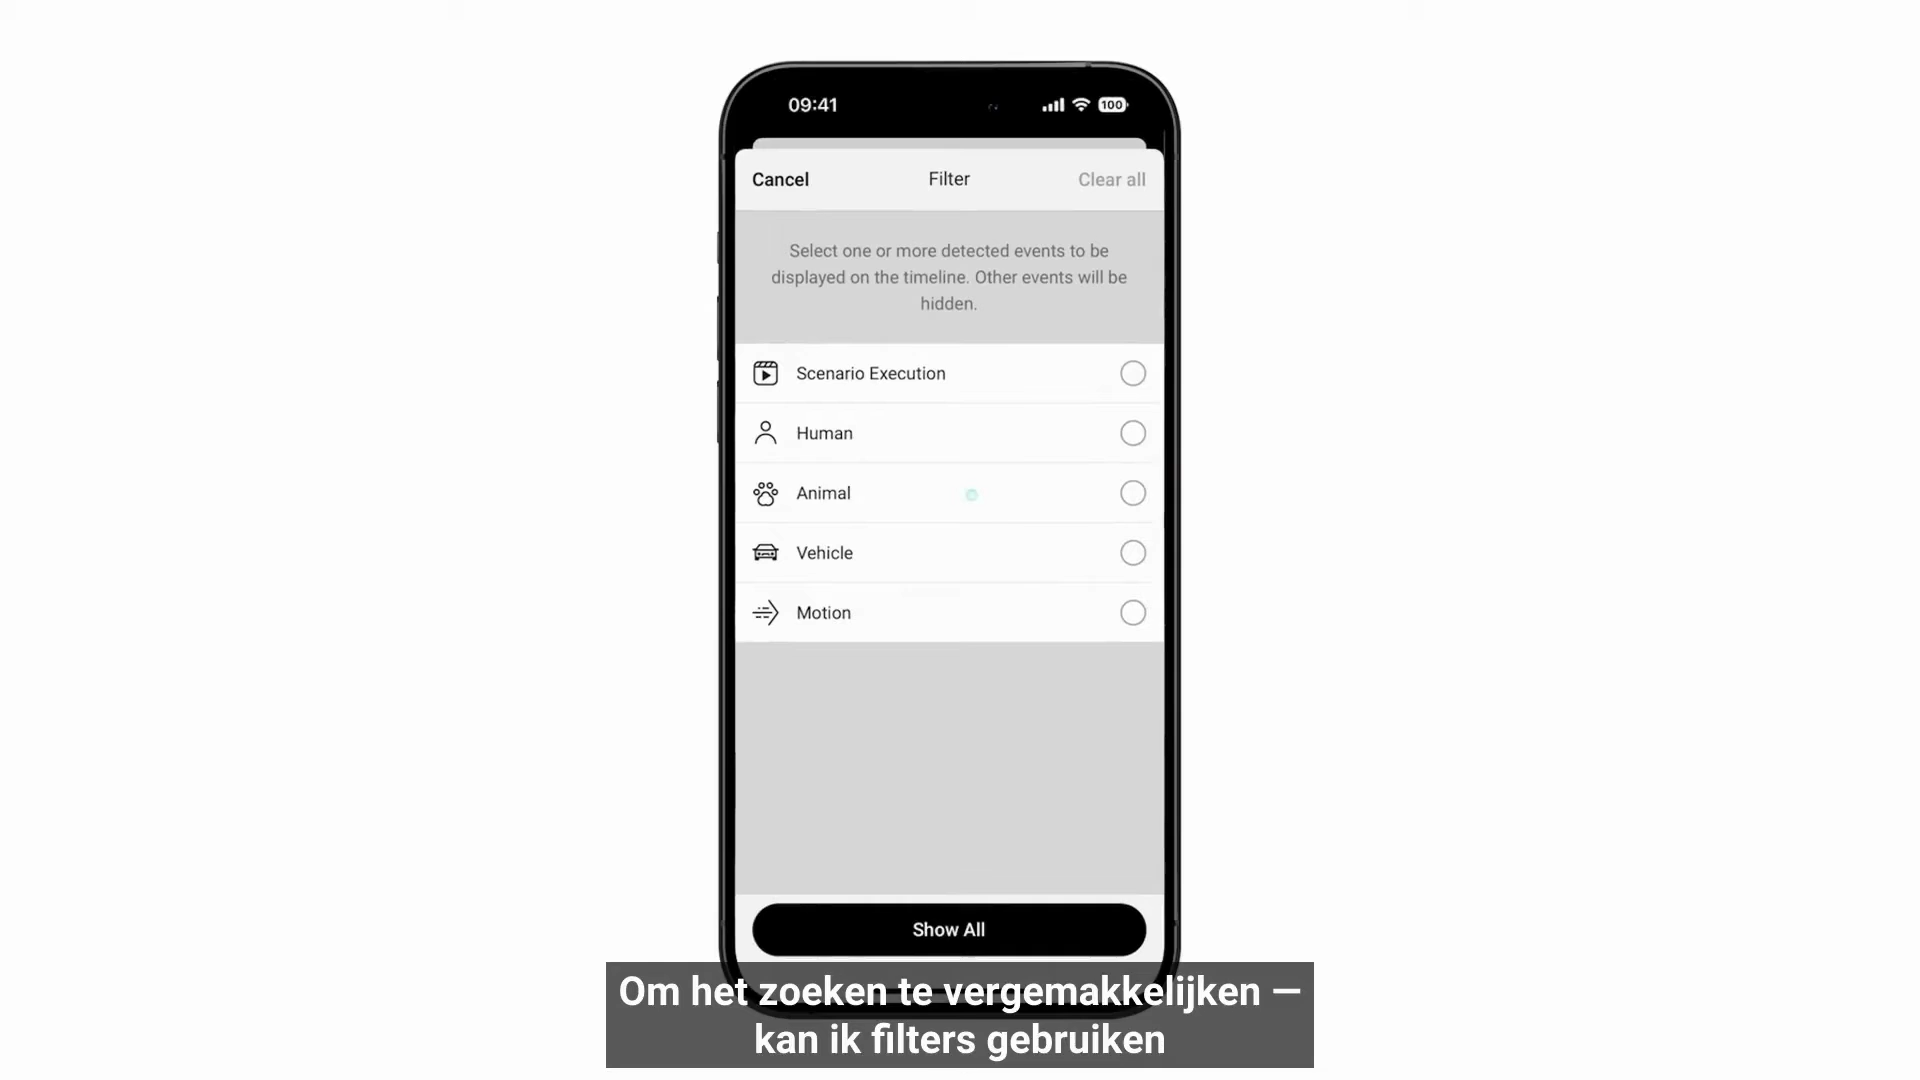 09:41
100
Cancel
Filter
Clear all
Select one or more detected events to be
displayed on the timeline. Other events will be
hidden.
Scenario Execution
Human
Animal
Vehicle
Motion
Show All
Om het zoeken te vergemakkelijken —
kan ik filters gebruiken